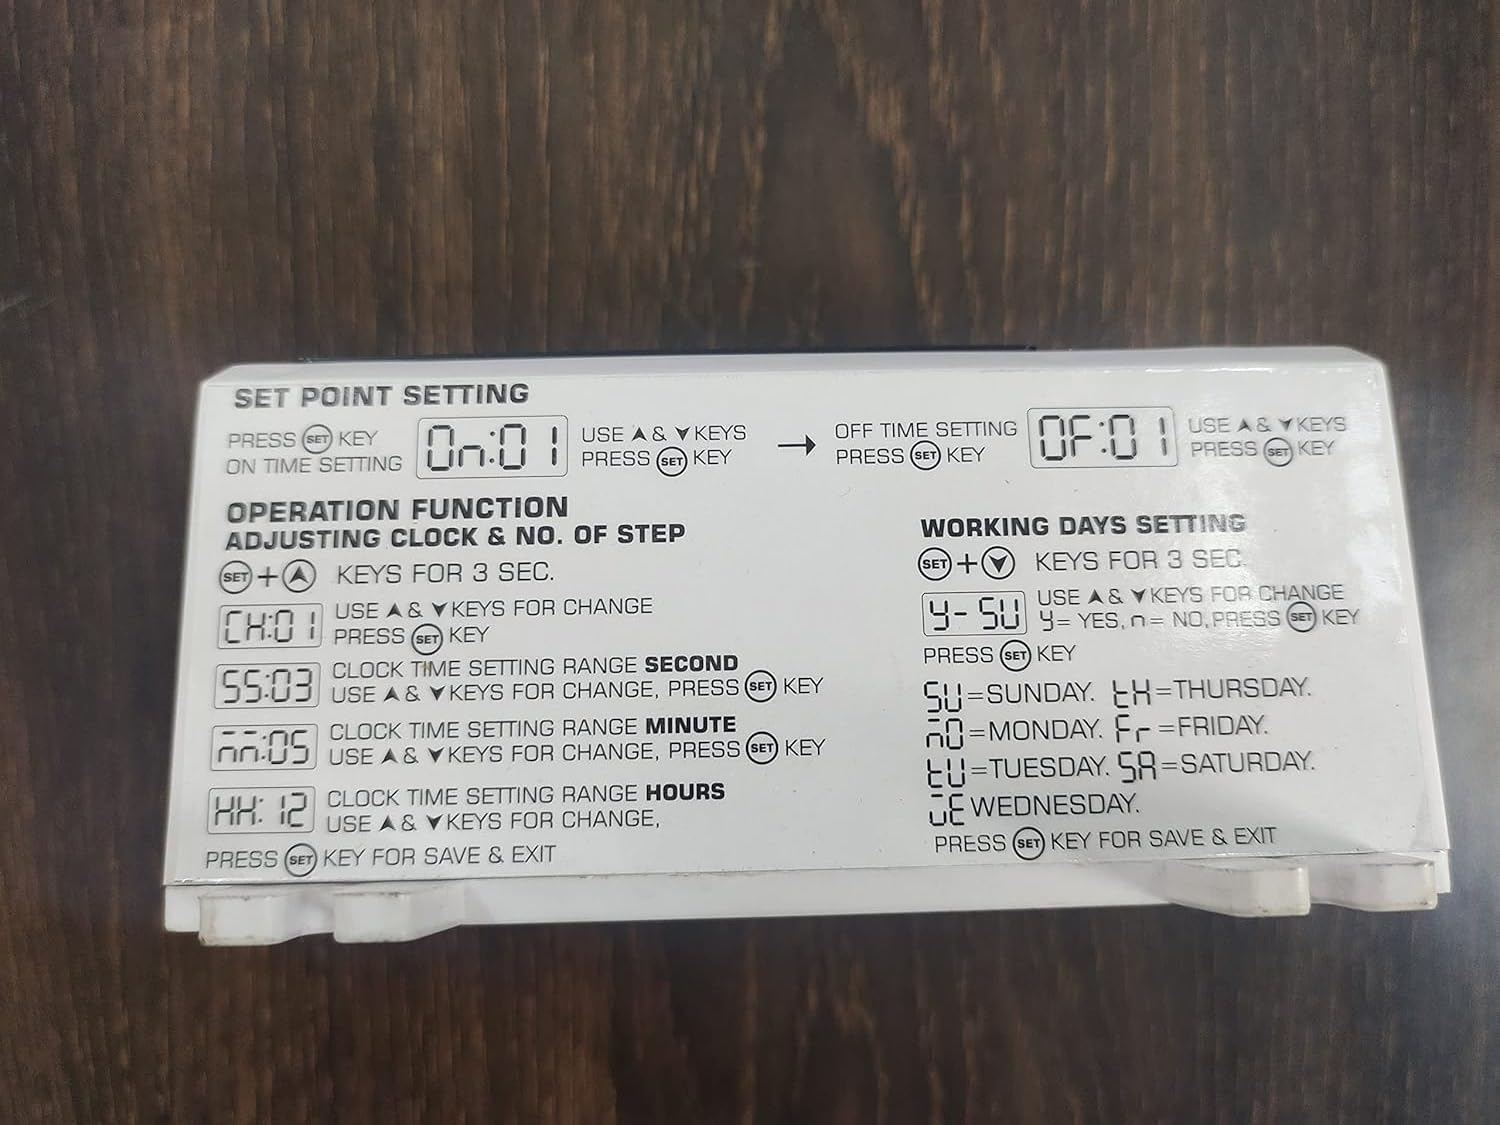 SET POINT SETTING
PRESS SET KEY
ON TIME SETTING
On:01
USE ▲ & ▼ KEYS
PRESS SET KEY
→
OFF TIME SETTING
PRESS SET KEY
OF:01
USE ▲ & ▼ KEYS
PRESS SET KEY
OPERATION FUNCTION
ADJUSTING CLOCK & NO. OF STEP
SET + ▲ KEYS FOR 3 SEC.
CH:01
USE ▲ & ▼ KEYS FOR CHANGE
PRESS SET KEY
SS:03
CLOCK TIME SETTING RANGE SECOND
USE ▲ & ▼ KEYS FOR CHANGE, PRESS SET KEY
mm:05
CLOCK TIME SETTING RANGE MINUTE
USE ▲ & ▼ KEYS FOR CHANGE, PRESS SET KEY
HH: 12
CLOCK TIME SETTING RANGE HOURS
USE ▲ & ▼ KEYS FOR CHANGE,
PRESS SET KEY FOR SAVE & EXIT
WORKING DAYS SETTING
SET + ▼ KEYS FOR 3 SEC.
y- SU
USE ▲ & ▼ KEYS FOR CHANGE
y= YES, n= NO, PRESS SET KEY
PRESS SET KEY
SU=SUNDAY. tH=THURSDAY.
mO=MONDAY. Fr=FRIDAY.
tU=TUESDAY. SA=SATURDAY.
wE WEDNESDAY.
PRESS SET KEY FOR SAVE & EXIT